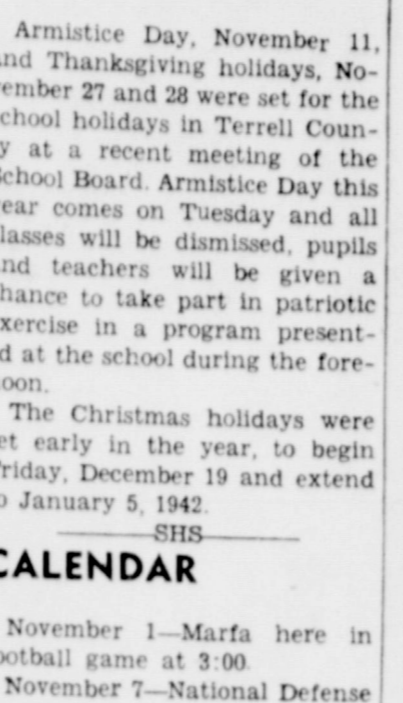 Armistice Day, November 11,
nd Thanksgiving holidays, No-
ember 27 and 28 were set for the
chool holidays in Terrell Coun-
y at a recent meeting of the
chool Board. Armistice Day this
ear comes on Tuesday and all
lasses will be dismissed, pupils
nd teachers will be given a
hance to take part in patriotic
xercise in a program present-
d at the school during the fore-
oon.
The Christmas holidays were
et early in the year, to begin
riday, December 19 and extend
o January 5, 1942.
SHS
CALENDAR
November 1—Marfa here in
ootball game at 3:00.
November 7—National Defense